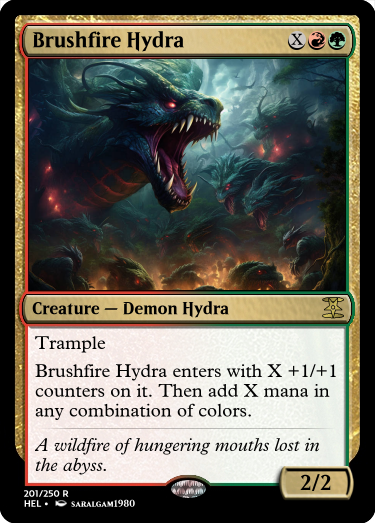 Brushfire Hydra X
Creature — Demon Hydra
Trample
Brushfire Hydra enters with X +1/+1
counters on it. Then add X mana in
any combination of colors.
A wildfire of hungering mouths lost in
the abyss.
2/2
201/250 R
HEL • saralgam1980